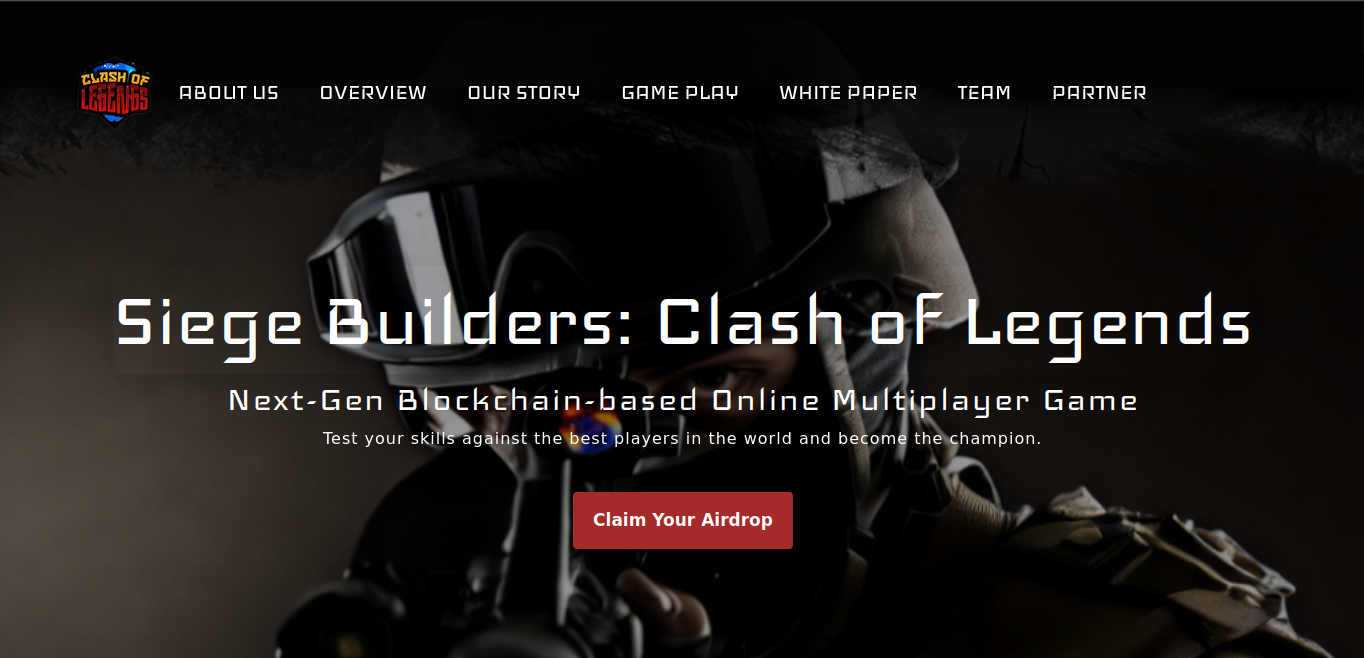 CLASH OF
LEGENDS
ABOUT US OVERVIEW OUR STORY GAME PLAY WHITE PAPER TEAM PARTNER
Siege Builders: Clash of Legends
Next-Gen Blockchain-based Online Multiplayer Game
Test your skills against the best players in the world and become the champion.
Claim Your Airdrop